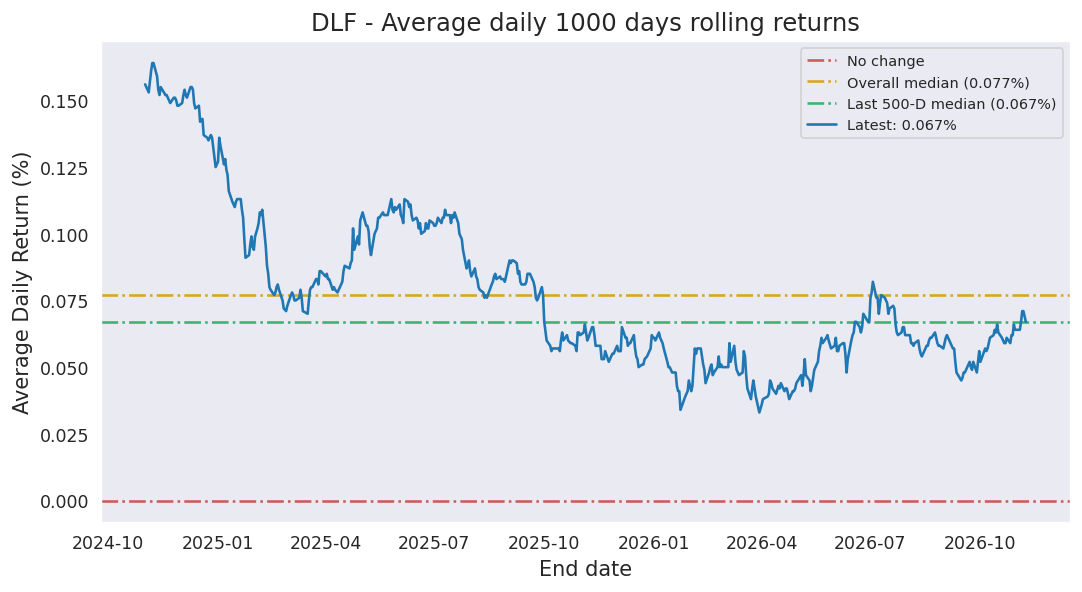 DLF - Average daily 1000 days rolling returns
No change
Overall median (0.077%)
Last 500-D median (0.067%)
Latest: 0.067%
Average Daily Return (%)
0.150
0.125
0.100
0.075
0.050
0.025
0.000
2024-10 2025-01 2025-04 2025-07 2025-10 2026-01 2026-04 2026-07 2026-10
End date